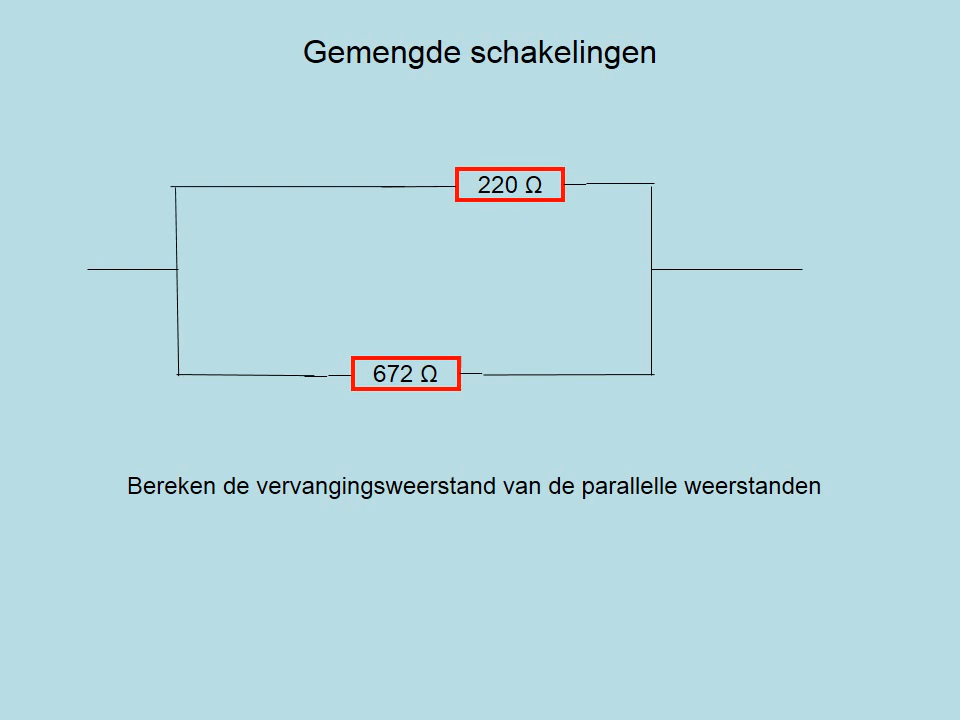 Gemengde schakelingen
220 Ω
672 Ω
Bereken de vervangingsweerstand van de parallelle weerstanden